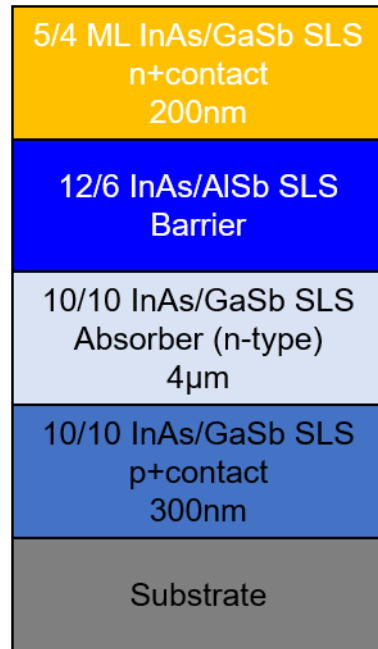 5/4 ML InAs/GaSb SLS
n+contact
200nm
12/6 InAs/AlSb SLS
Barrier
10/10 InAs/GaSb SLS
Absorber (n-type)
4μm
10/10 InAs/GaSb SLS
p+contact
300nm
Substrate